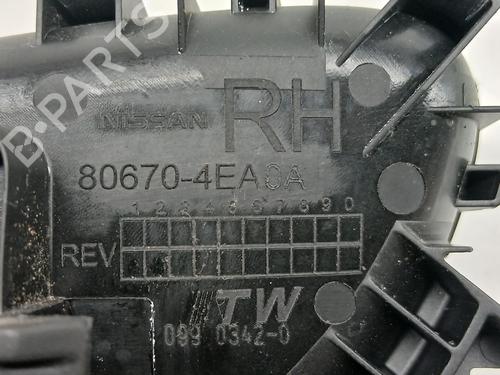 B-PARTS
NISSAN RH
80670-4EA0A
1 2 3 4 5 6 7 8 9 0
REV
TW
099 0342-0